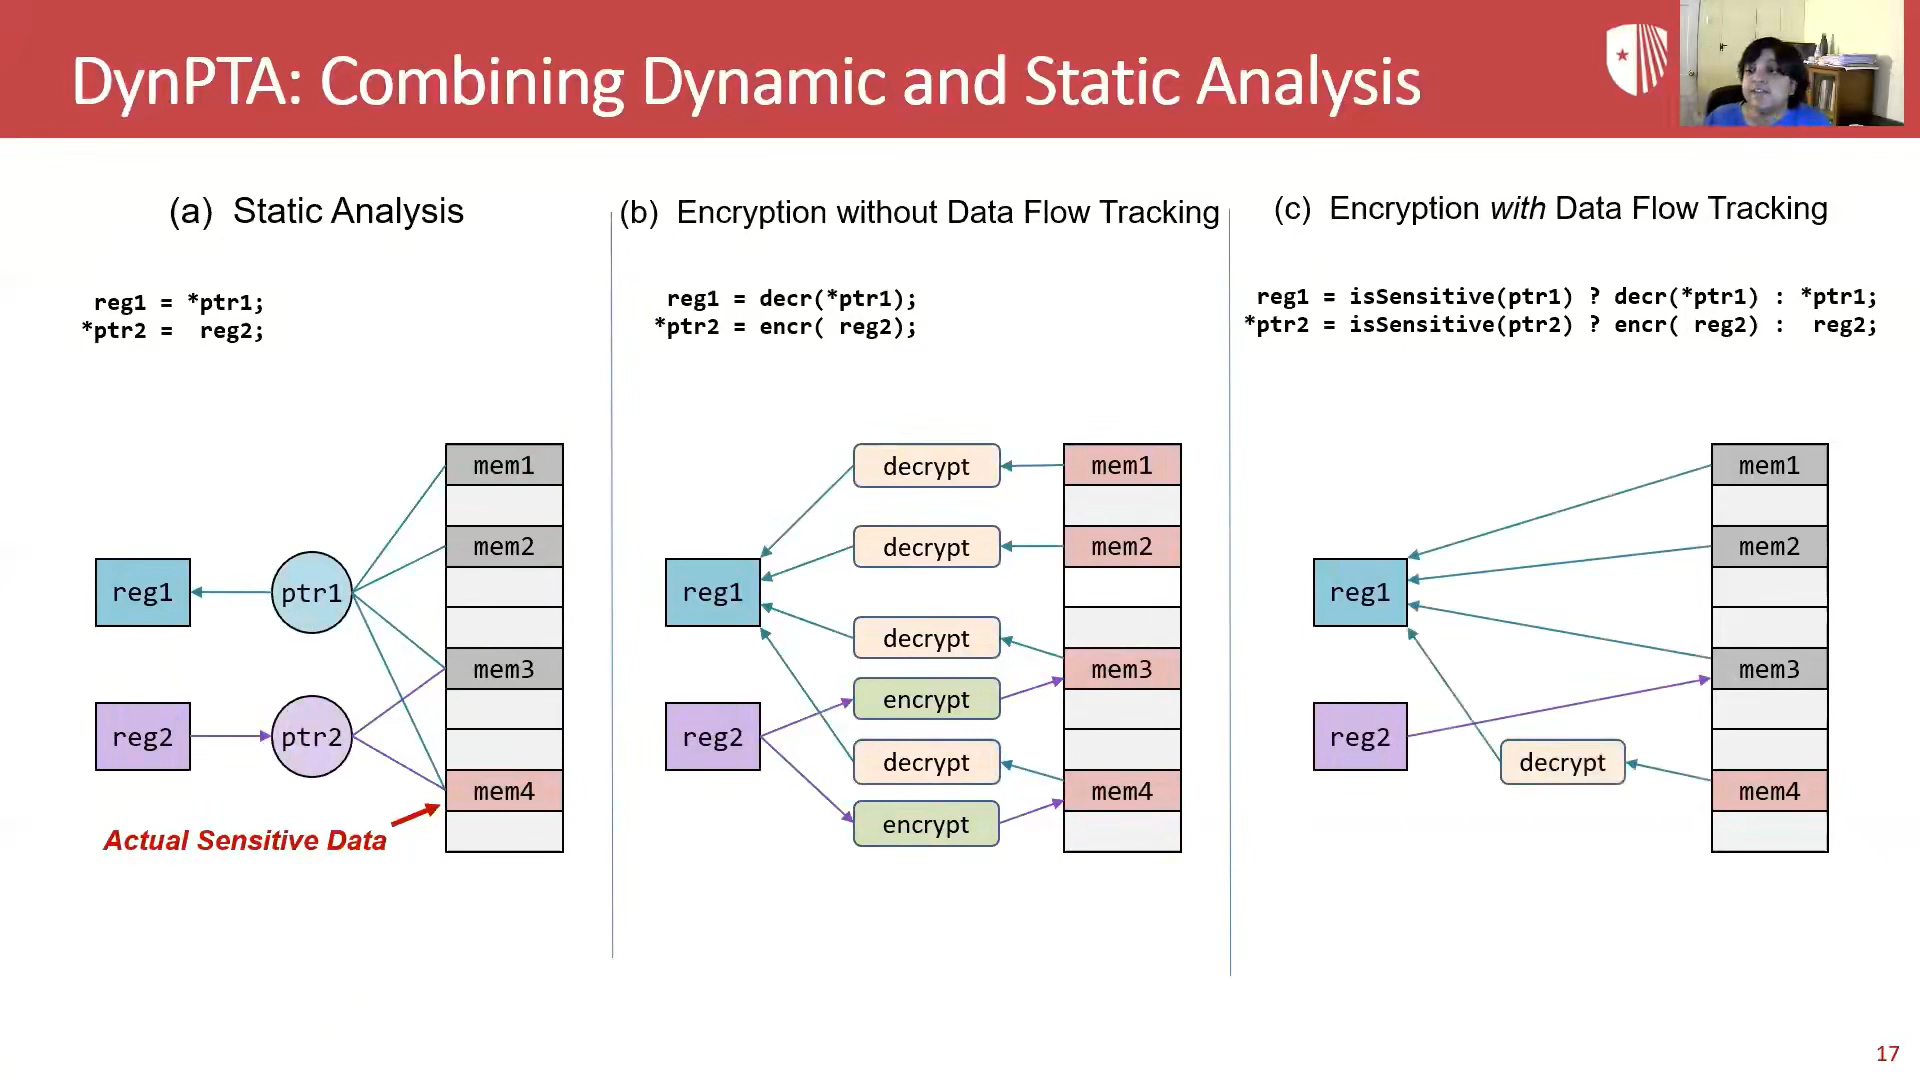 DynPTA: Combining Dynamic and Static Analysis
(a) Static Analysis
reg1 = *ptr1;
*ptr2 = reg2;
mem1
mem2
reg1
ptr1
mem3
reg2
ptr2
mem4
Actual Sensitive Data
(b) Encryption without Data Flow Tracking
reg1 = decr(*ptr1);
*ptr2 = encr( reg2);
decrypt
mem1
decrypt
mem2
reg1
decrypt
mem3
encrypt
reg2
decrypt
mem4
encrypt
(c) Encryption with Data Flow Tracking
reg1 = isSensitive(ptr1) ? decr(*ptr1) : *ptr1;
*ptr2 = isSensitive(ptr2) ? encr( reg2) : reg2;
mem1
mem2
reg1
mem3
reg2
decrypt
mem4
17